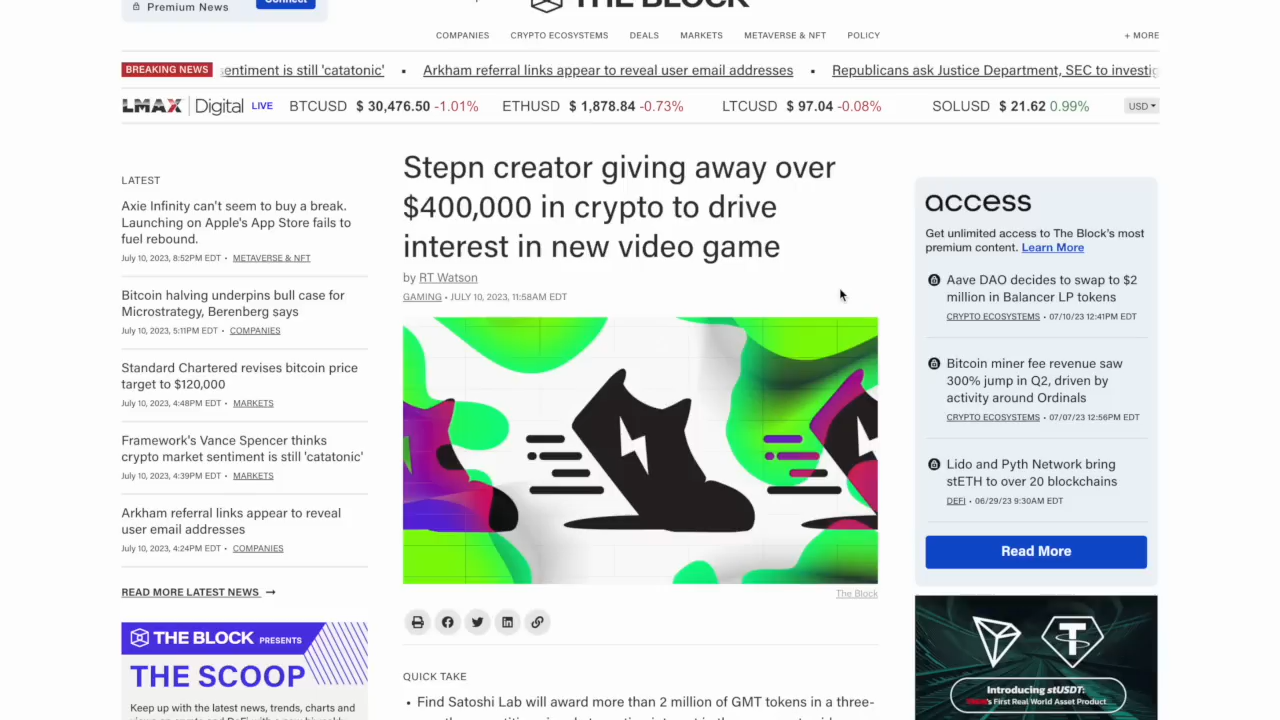 Premium News
Connect
THE BLOCK
COMPANIES CRYPTO ECOSYSTEMS DEALS MARKETS METAVERSE & NFT POLICY + MORE
BREAKING NEWS entiment is still 'catatonic' • Arkham referral links appear to reveal user email addresses • Republicans ask Justice Department, SEC to investig
LMAX Digital LIVE BTCUSD $ 30,476.50 -1.01% ETHUSD $ 1,878.84 -0.73% LTCUSD $ 97.04 -0.08% SOLUSD $ 21.62 0.99% USD
LATEST
Axie Infinity can't seem to buy a break.
Launching on Apple's App Store fails to
fuel rebound.
July 10, 2023, 8:52PM EDT • METAVERSE & NFT
Bitcoin halving underpins bull case for
Microstrategy, Berenberg says
July 10, 2023, 5:11PM EDT • COMPANIES
Standard Chartered revises bitcoin price
target to $120,000
July 10, 2023, 4:48PM EDT • MARKETS
Framework's Vance Spencer thinks
crypto market sentiment is still 'catatonic'
July 10, 2023, 4:39PM EDT • MARKETS
Arkham referral links appear to reveal
user email addresses
July 10, 2023, 4:24PM EDT • COMPANIES
READ MORE LATEST NEWS →
THE BLOCK PRESENTS
THE SCOOP
Keep up with the latest news, trends, charts and
Stepn creator giving away over
$400,000 in crypto to drive
interest in new video game
by RT Watson
GAMING • JULY 10, 2023, 11:58AM EDT
The Block
QUICK TAKE
• Find Satoshi Lab will award more than 2 million of GMT tokens in a three-
access
Get unlimited access to The Block's most
premium content. Learn More
Aave DAO decides to swap to $2
million in Balancer LP tokens
CRYPTO ECOSYSTEMS • 07/10/23 12:41PM EDT
Bitcoin miner fee revenue saw
300% jump in Q2, driven by
activity around Ordinals
CRYPTO ECOSYSTEMS • 07/07/23 12:56PM EDT
Lido and Pyth Network bring
stETH to over 20 blockchains
DEFI • 06/29/23 9:30AM EDT
Read More
Introducing stUSDT:
's First Real World Asset Product